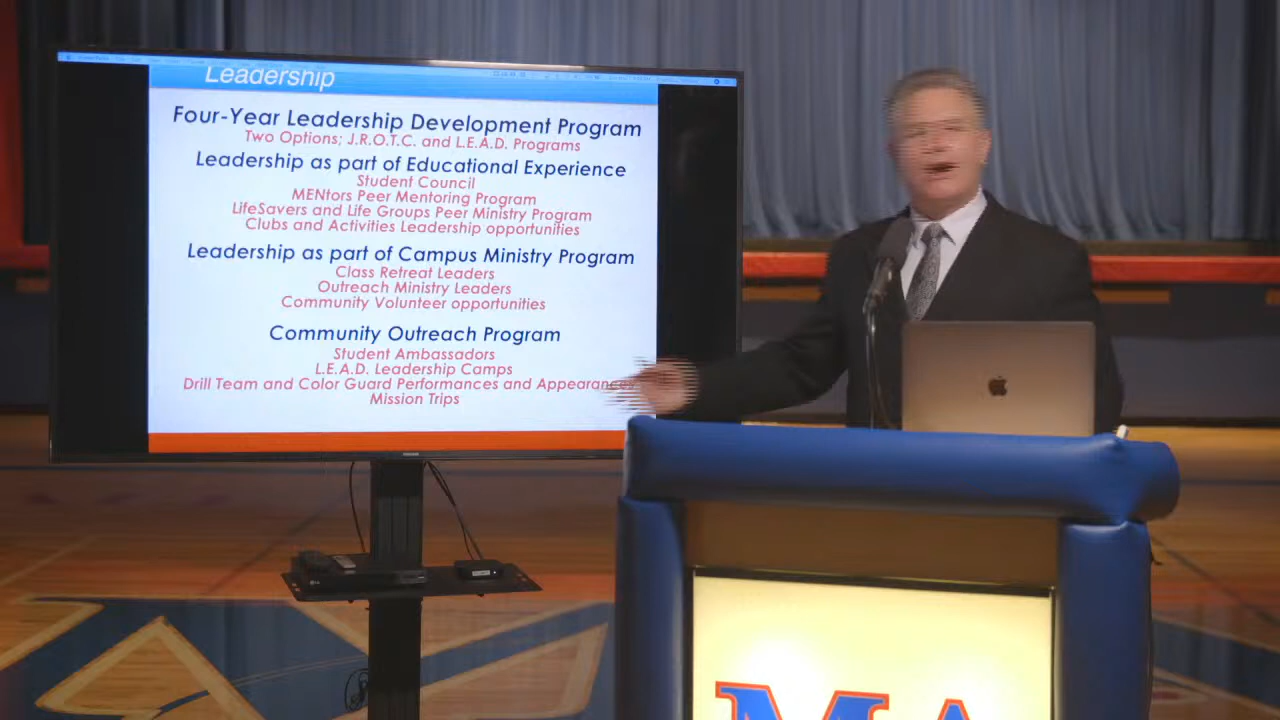 Leadership
Four-Year Leadership Development Program
Two Options; J.R.O.T.C. and L.E.A.D. Programs
Leadership as part of Educational Experience
Student Council
MENtors Peer Mentoring Program
LifeSavers and Life Groups Peer Ministry Program
Clubs and Activities Leadership opportunities
Leadership as part of Campus Ministry Program
Class Retreat Leaders
Outreach Ministry Leaders
Community Volunteer opportunities
Community Outreach Program
Student Ambassadors
L.E.A.D. Leadership Camps
Drill Team and Color Guard Performances and Appearances
Mission Trips
MA